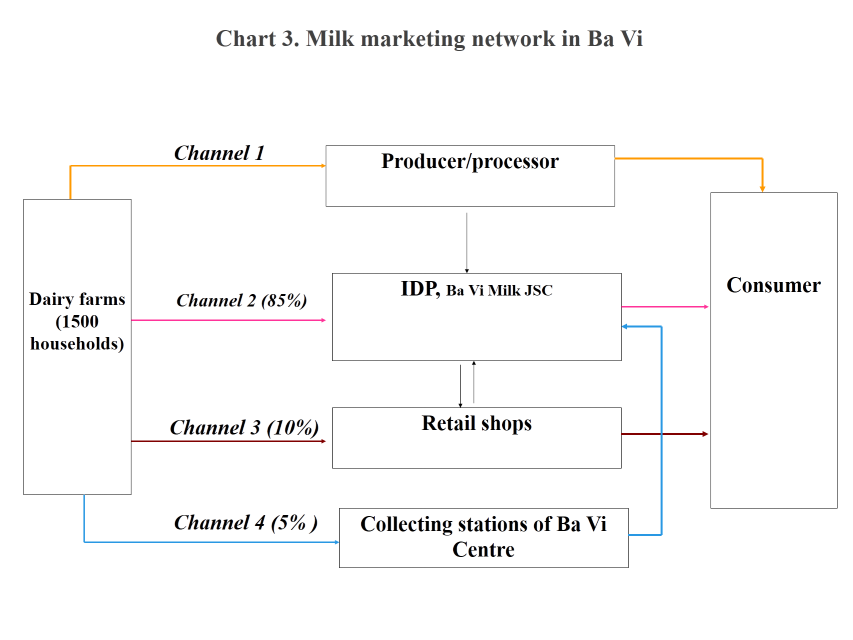 Chart 3. Milk marketing network in Ba Vi
Channel 1
Producer/processor
Dairy farms
(1500
households)
Channel 2 (85%)
IDP, Ba Vi Milk JSC
Consumer
Channel 3 (10%)
Retail shops
Channel 4 (5% )
Collecting stations of Ba Vi
Centre